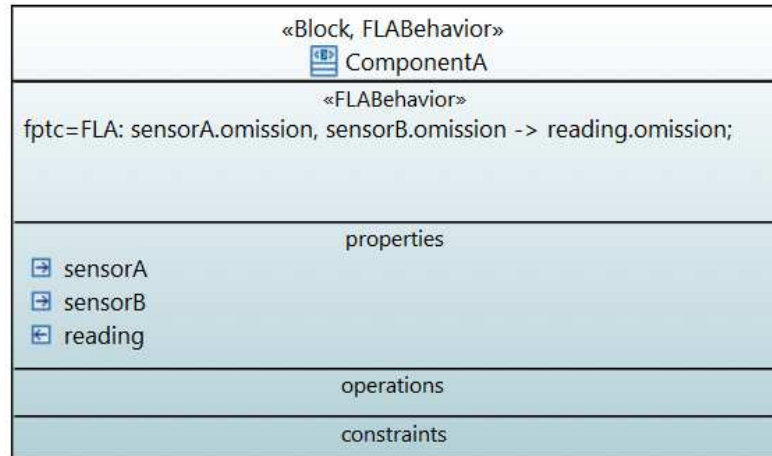 «Block, FLABehavior»
ComponentA
«FLABehavior»
fptc=FLA: sensorA.omission, sensorB.omission -> reading.omission;
properties
sensorA
sensorB
reading
operations
constraints